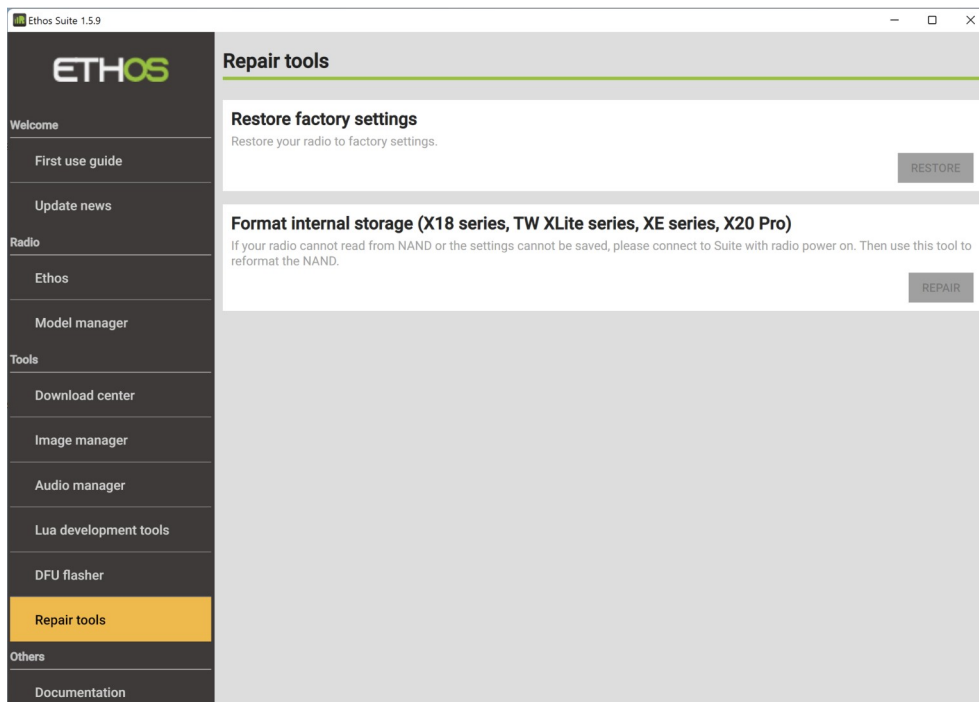 Ethos Suite 1.5.9
ETHOS
Welcome
First use guide
Update news
Radio
Ethos
Model manager
Tools
Download center
Image manager
Audio manager
Lua development tools
DFU flasher
Repair tools
Others
Documentation
Repair tools
Restore factory settings
Restore your radio to factory settings.
RESTORE
Format internal storage (X18 series, TW XLite series, XE series, X20 Pro)
If your radio cannot read from NAND or the settings cannot be saved, please connect to Suite with radio power on. Then use this tool to
reformat the NAND.
REPAIR